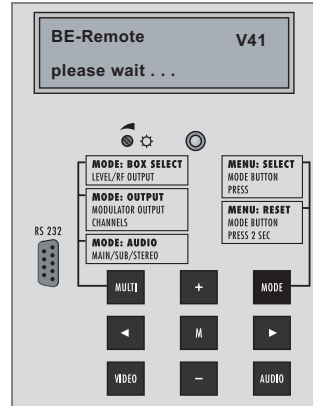 BE-Remote V41
please wait . . .
MODE: BOX SELECT
LEVEL/RF OUTPUT
MODE: OUTPUT
MODULATOR OUTPUT
CHANNELS
MODE: AUDIO
MAIN/SUB/STEREO
MENU: SELECT
MODE BUTTON
PRESS
MENU: RESET
MODE BUTTON
PRESS 2 SEC
RS 232
MULTI + MODE
◄ M ►
VIDEO – AUDIO